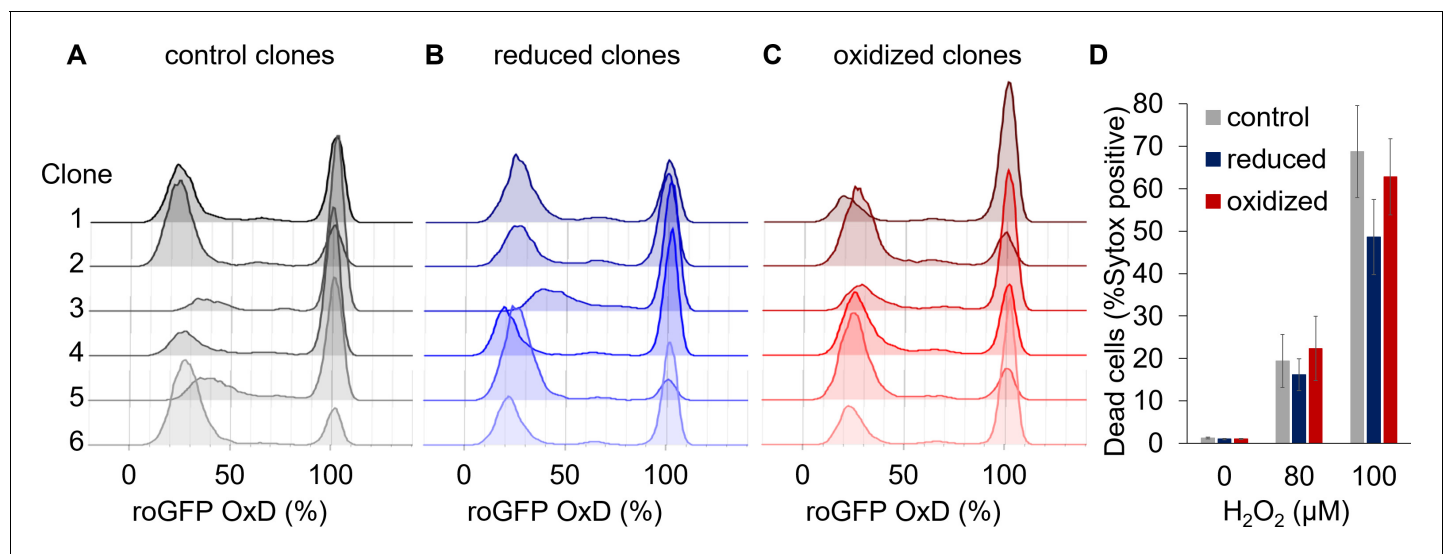 A control clones
B reduced clones
C oxidized clones
D
Clone
1
2
3
4
5
6
0 50 100
roGFP OxD (%)
0 50 100
roGFP OxD (%)
0 50 100
roGFP OxD (%)
Dead cells (%Sytox positive)
80
70
60
50
40
30
20
10
0
control
reduced
oxidized
0 80 100
H₂O₂ (µM)